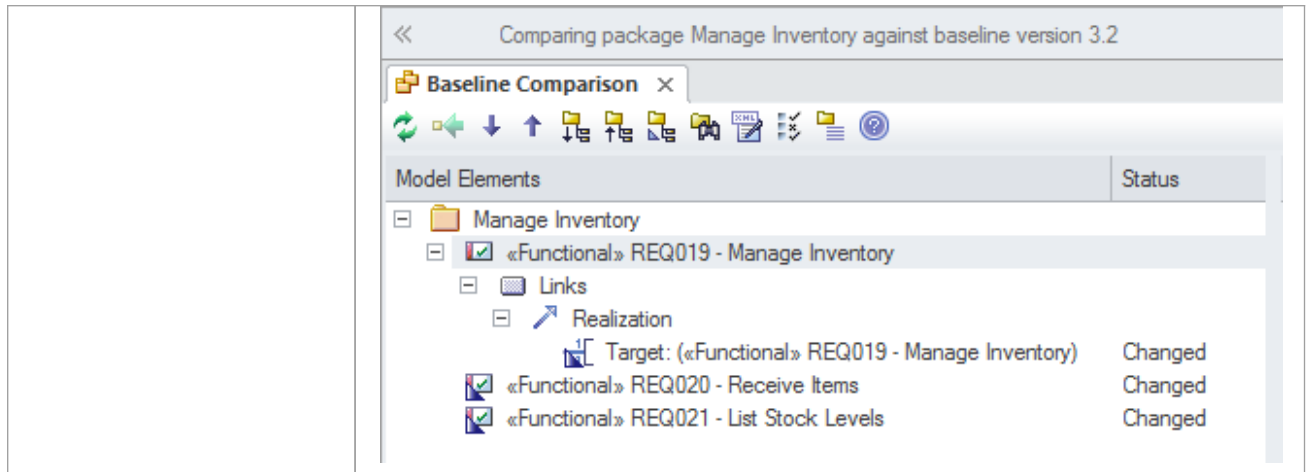 Comparing package Manage Inventory against baseline version 3.2
Baseline Comparison
XML
Model Elements Status
Manage Inventory
«Functional» REQ019 - Manage Inventory
Links
Realization
Target: («Functional» REQ019 - Manage Inventory) Changed
«Functional» REQ020 - Receive Items Changed
«Functional» REQ021 - List Stock Levels Changed